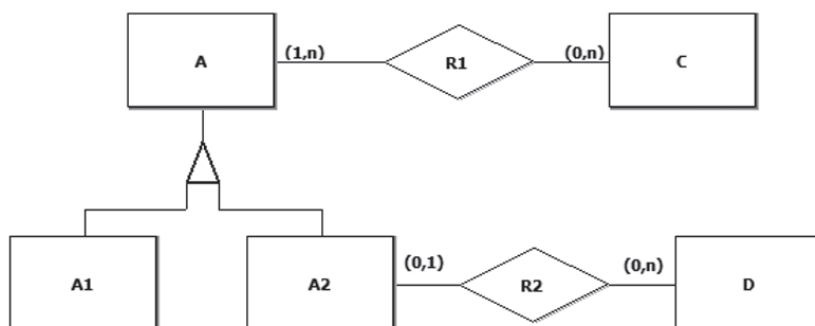 A (1,n) R1 (0,n) C
A1 A2 (0,1) R2 (0,n) D